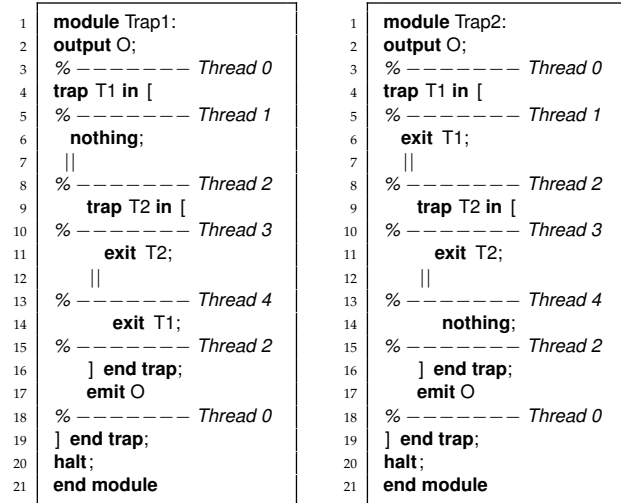 1 module Trap1:
2 output O;
3 % −−−−−−− Thread 0
4 trap T1 in [
5 % −−−−−−− Thread 1
6 nothing;
7 ||
8 % −−−−−−− Thread 2
9 trap T2 in [
10 % −−−−−−− Thread 3
11 exit T2;
12 ||
13 % −−−−−−− Thread 4
14 exit T1;
15 % −−−−−−− Thread 2
16 ] end trap;
17 emit O
18 % −−−−−−− Thread 0
19 ] end trap;
20 halt;
21 end module
1 module Trap2:
2 output O;
3 % −−−−−−− Thread 0
4 trap T1 in [
5 % −−−−−−− Thread 1
6 exit T1;
7 ||
8 % −−−−−−− Thread 2
9 trap T2 in [
10 % −−−−−−− Thread 3
11 exit T2;
12 ||
13 % −−−−−−− Thread 4
14 nothing;
15 % −−−−−−− Thread 2
16 ] end trap;
17 emit O
18 % −−−−−−− Thread 0
19 ] end trap;
20 halt;
21 end module